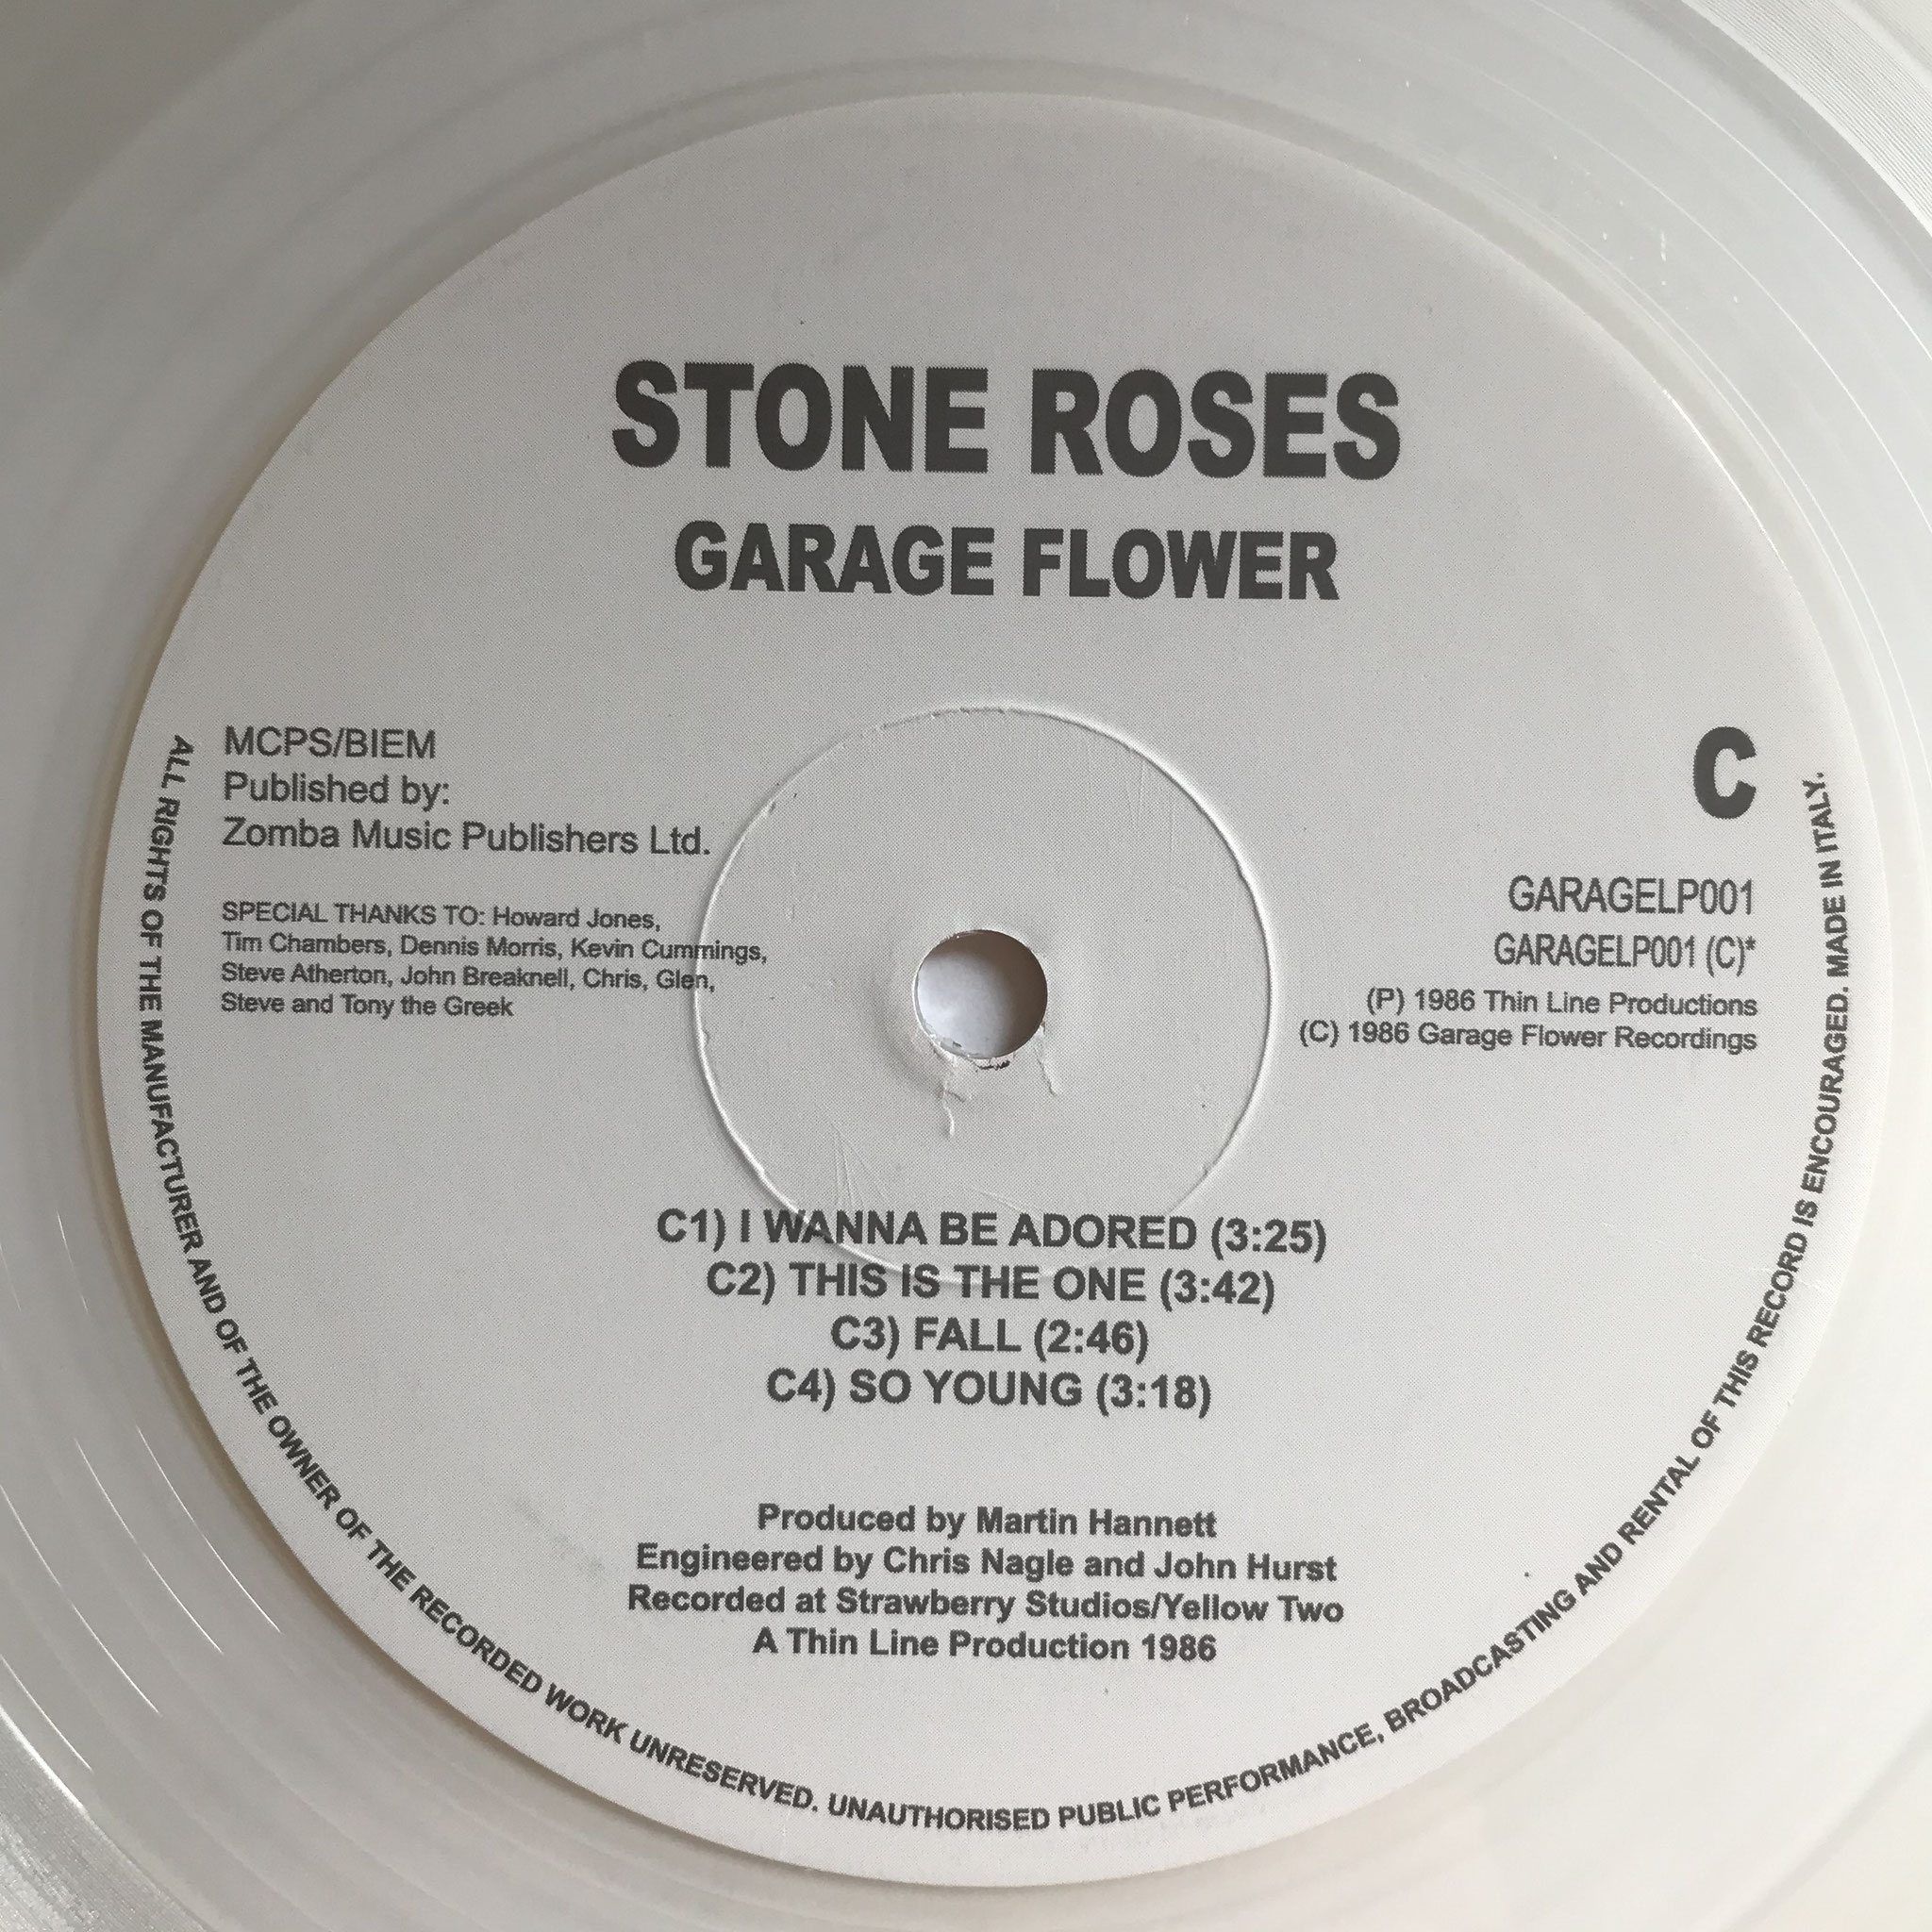 STONE ROSES
GARAGE FLOWER
MCPS/BIEM
Published by:
Zomba Music Publishers Ltd.
SPECIAL THANKS TO: Howard Jones,
Tim Chambers, Dennis Morris, Kevin Cummings,
Steve Atherton, John Breaknell, Chris, Glen,
Steve and Tony the Greek
C
GARAGELP001
GARAGELP001 (C)*
(P) 1986 Thin Line Productions
(C) 1986 Garage Flower Recordings
C1) I WANNA BE ADORED (3:25)
C2) THIS IS THE ONE (3:42)
C3) FALL (2:46)
C4) SO YOUNG (3:18)
Produced by Martin Hannett
Engineered by Chris Nagle and John Hurst
Recorded at Strawberry Studios/Yellow Two
A Thin Line Production 1986
ALL RIGHTS OF THE MANUFACTURER AND OF THE OWNER OF THE RECORDED WORK UNRESERVED. UNAUTHORISED PUBLIC PERFORMANCE, BROADCASTING AND RENTAL OF THIS RECORD IS ENCOURAGED. MADE IN ITALY.